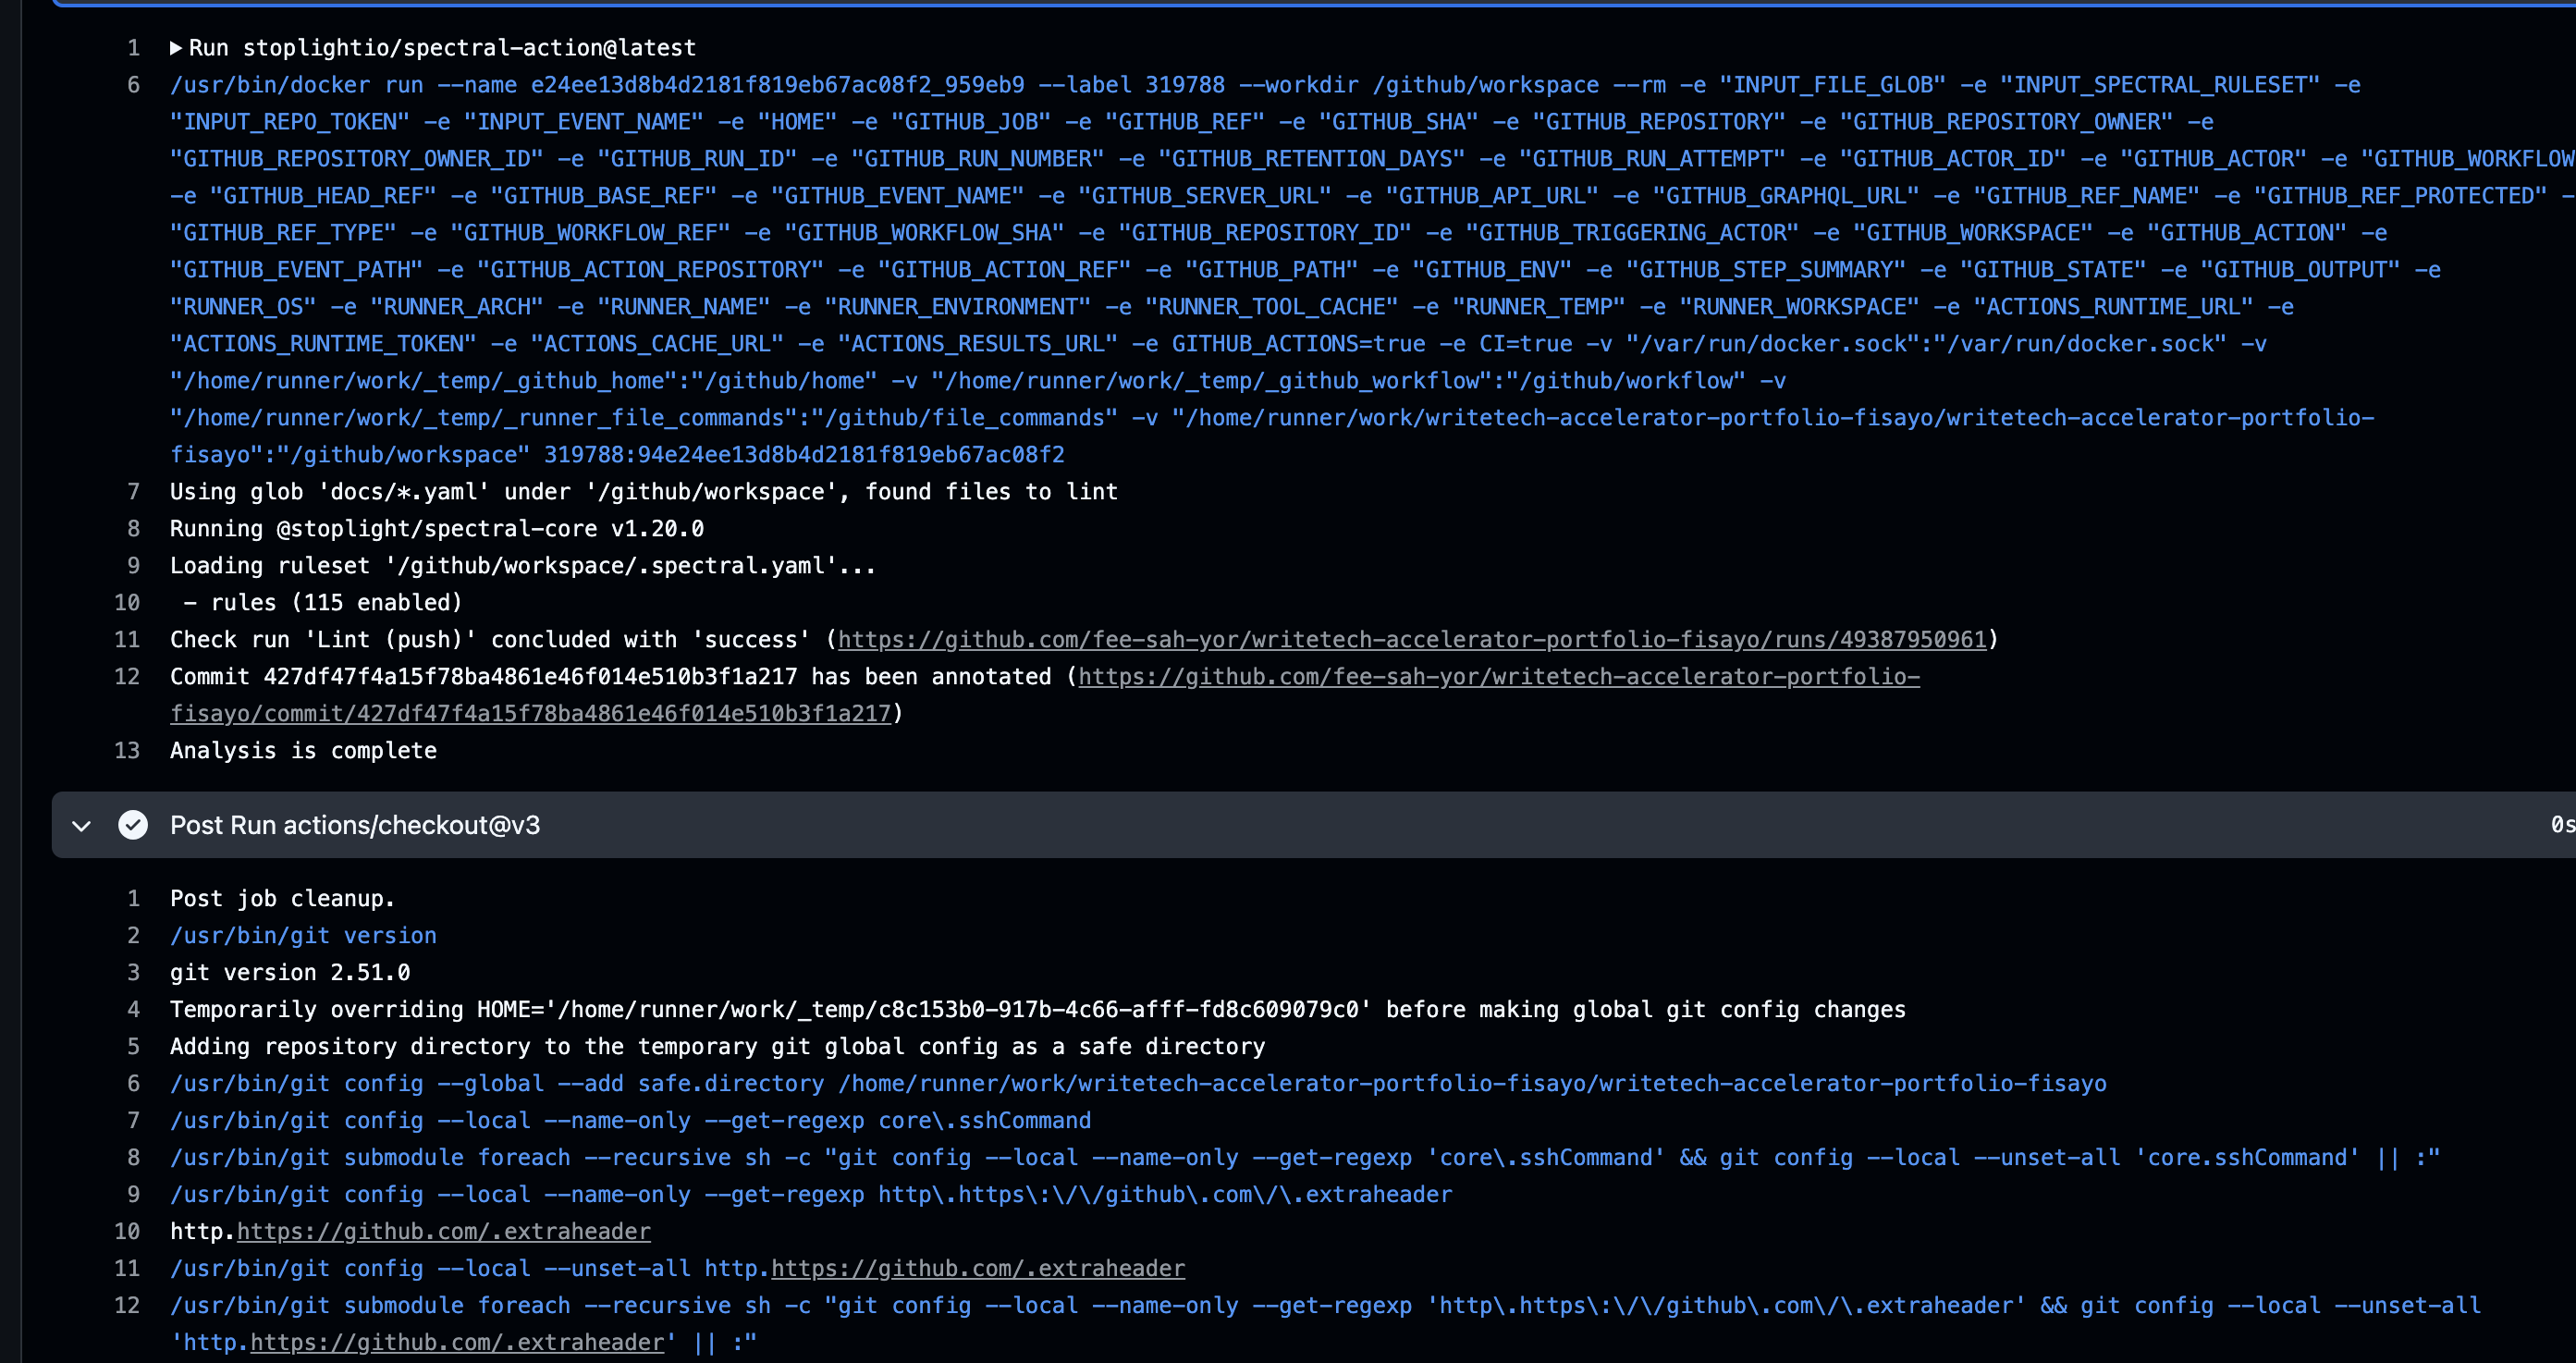 1 Run stoplightio/spectral-action@latest
6 /usr/bin/docker run --name e24ee13d8b4d2181f819eb67ac08f2_959eb9 --label 319788 --workdir /github/workspace --rm -e "INPUT_FILE_GLOB" -e "INPUT_SPECTRAL_RULESET" -e
"INPUT_REPO_TOKEN" -e "INPUT_EVENT_NAME" -e "HOME" -e "GITHUB_JOB" -e "GITHUB_REF" -e "GITHUB_SHA" -e "GITHUB_REPOSITORY" -e "GITHUB_REPOSITORY_OWNER" -e
"GITHUB_REPOSITORY_OWNER_ID" -e "GITHUB_RUN_ID" -e "GITHUB_RUN_NUMBER" -e "GITHUB_RETENTION_DAYS" -e "GITHUB_RUN_ATTEMPT" -e "GITHUB_ACTOR_ID" -e "GITHUB_ACTOR" -e "GITHUB_WORKFLOW
-e "GITHUB_HEAD_REF" -e "GITHUB_BASE_REF" -e "GITHUB_EVENT_NAME" -e "GITHUB_SERVER_URL" -e "GITHUB_API_URL" -e "GITHUB_GRAPHQL_URL" -e "GITHUB_REF_NAME" -e "GITHUB_REF_PROTECTED" -
"GITHUB_REF_TYPE" -e "GITHUB_WORKFLOW_REF" -e "GITHUB_WORKFLOW_SHA" -e "GITHUB_REPOSITORY_ID" -e "GITHUB_TRIGGERING_ACTOR" -e "GITHUB_WORKSPACE" -e "GITHUB_ACTION" -e
"GITHUB_EVENT_PATH" -e "GITHUB_ACTION_REPOSITORY" -e "GITHUB_ACTION_REF" -e "GITHUB_PATH" -e "GITHUB_ENV" -e "GITHUB_STEP_SUMMARY" -e "GITHUB_STATE" -e "GITHUB_OUTPUT" -e
"RUNNER_OS" -e "RUNNER_ARCH" -e "RUNNER_NAME" -e "RUNNER_ENVIRONMENT" -e "RUNNER_TOOL_CACHE" -e "RUNNER_TEMP" -e "RUNNER_WORKSPACE" -e "ACTIONS_RUNTIME_URL" -e
"ACTIONS_RUNTIME_TOKEN" -e "ACTIONS_CACHE_URL" -e "ACTIONS_RESULTS_URL" -e GITHUB_ACTIONS=true -e CI=true -v "/var/run/docker.sock":"/var/run/docker.sock" -v
"/home/runner/work/_temp/_github_home":"/github/home" -v "/home/runner/work/_temp/_github_workflow":"/github/workflow" -v
"/home/runner/work/_temp/_runner_file_commands":"/github/file_commands" -v "/home/runner/work/writetech-accelerator-portfolio-fisayo/writetech-accelerator-portfolio-
fisayo":"/github/workspace" 319788:94e24ee13d8b4d2181f819eb67ac08f2
7 Using glob 'docs/*.yaml' under '/github/workspace', found files to lint
8 Running @stoplight/spectral-core v1.20.0
9 Loading ruleset '/github/workspace/.spectral.yaml'...
10 - rules (115 enabled)
11 Check run 'Lint (push)' concluded with 'success' (https://github.com/fee-sah-yor/writetech-accelerator-portfolio-fisayo/runs/49387950961)
12 Commit 427df47f4a15f78ba4861e46f014e510b3f1a217 has been annotated (https://github.com/fee-sah-yor/writetech-accelerator-portfolio-
fisayo/commit/427df47f4a15f78ba4861e46f014e510b3f1a217)
13 Analysis is complete
Post Run actions/checkout@v3 0s
1 Post job cleanup.
2 /usr/bin/git version
3 git version 2.51.0
4 Temporarily overriding HOME='/home/runner/work/_temp/c8c153b0-917b-4c66-afff-fd8c609079c0' before making global git config changes
5 Adding repository directory to the temporary git global config as a safe directory
6 /usr/bin/git config --global --add safe.directory /home/runner/work/writetech-accelerator-portfolio-fisayo/writetech-accelerator-portfolio-fisayo
7 /usr/bin/git config --local --name-only --get-regexp core\.sshCommand
8 /usr/bin/git submodule foreach --recursive sh -c "git config --local --name-only --get-regexp 'core\.sshCommand' && git config --local --unset-all 'core.sshCommand' || :"
9 /usr/bin/git config --local --name-only --get-regexp http\.https\:\/\/github\.com\/\.extraheader
10 http.https://github.com/.extraheader
11 /usr/bin/git config --local --unset-all http.https://github.com/.extraheader
12 /usr/bin/git submodule foreach --recursive sh -c "git config --local --name-only --get-regexp 'http\.https\:\/\/github\.com\/\.extraheader' && git config --local --unset-all
'http.https://github.com/.extraheader' || :"